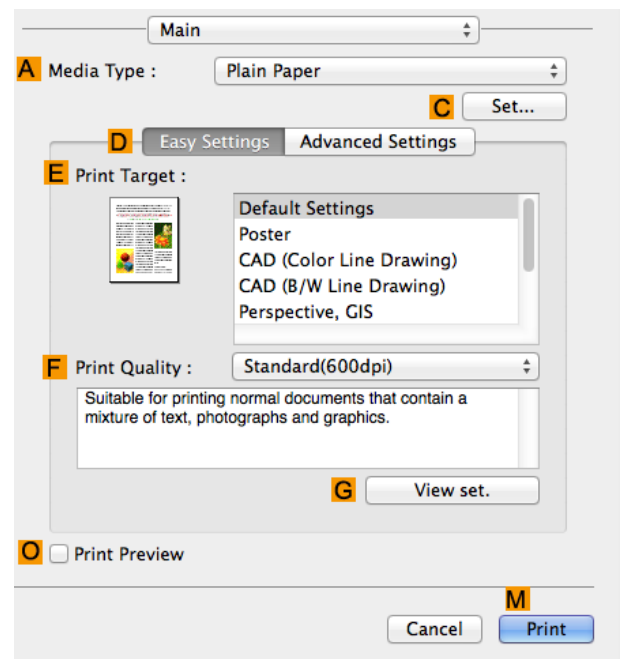 Main
A Media Type : Plain Paper
C Set...
D Easy Settings Advanced Settings
E Print Target :
Default Settings
Poster
CAD (Color Line Drawing)
CAD (B/W Line Drawing)
Perspective, GIS
F Print Quality : Standard(600dpi)
Suitable for printing normal documents that contain a
mixture of text, photographs and graphics.
G View set.
O Print Preview
M
Cancel Print